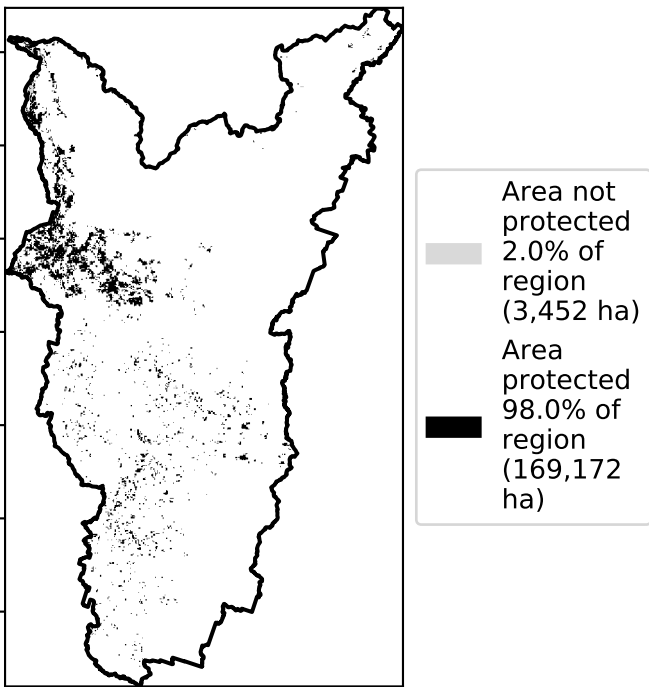 Area not
protected
2.0% of
region
(3,452 ha)
Area
protected
98.0% of
region
(169,172
ha)